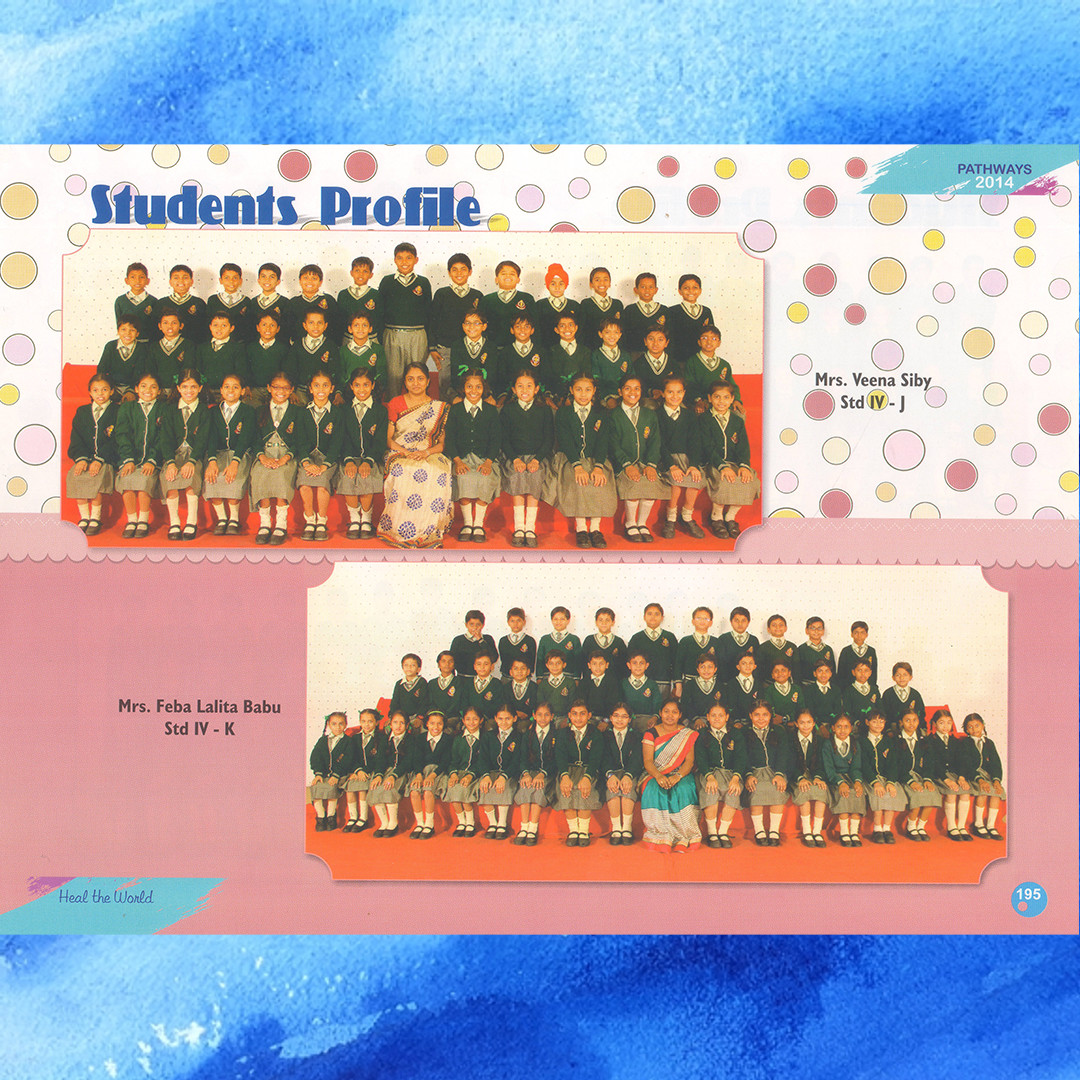 PATHWAYS
2014
Students Profile
Mrs. Veena Siby
Std IV - J
Mrs. Feba Lalita Babu
Std IV - K
Heal the World
195